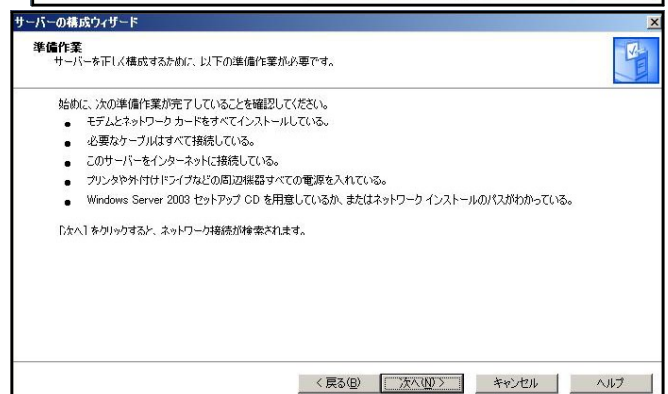 サーバーの構成ウィザード
準備作業
サーバーを正しく構成するために、以下の準備作業が必要です。
始めに、次の準備作業が完了していることを確認してください。
● モデムとネットワーク カードをすべてインストールしている。
● 必要なケーブルはすべて接続している。
● このサーバーをインターネットに接続している。
● プリンタや外付けドライブなどの周辺機器すべての電源を入れている。
● Windows Server 2003 セットアップ CD を用意しているか、またはネットワーク インストールのパスがわかっている。
[次へ] をクリックすると、ネットワーク接続が検索されます。
< 戻る(B) 次へ(N) > キャンセル ヘルプ